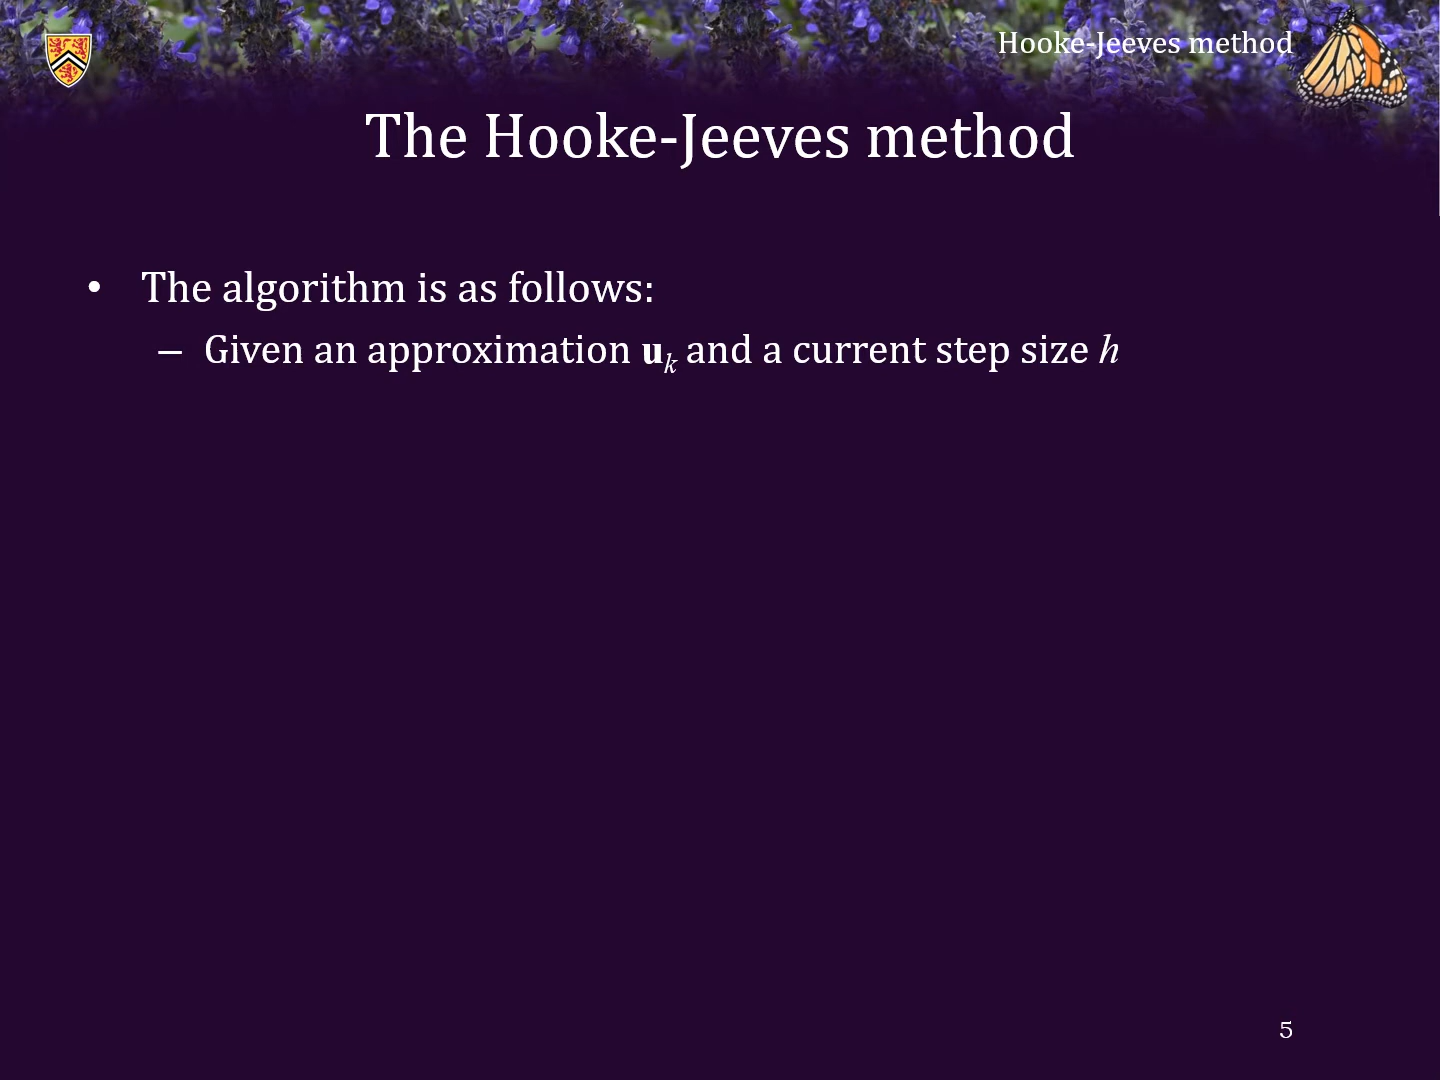 Hooke-Jeeves method
The Hooke-Jeeves method
• The algorithm is as follows:
– Given an approximation u_k and a current step size h
5